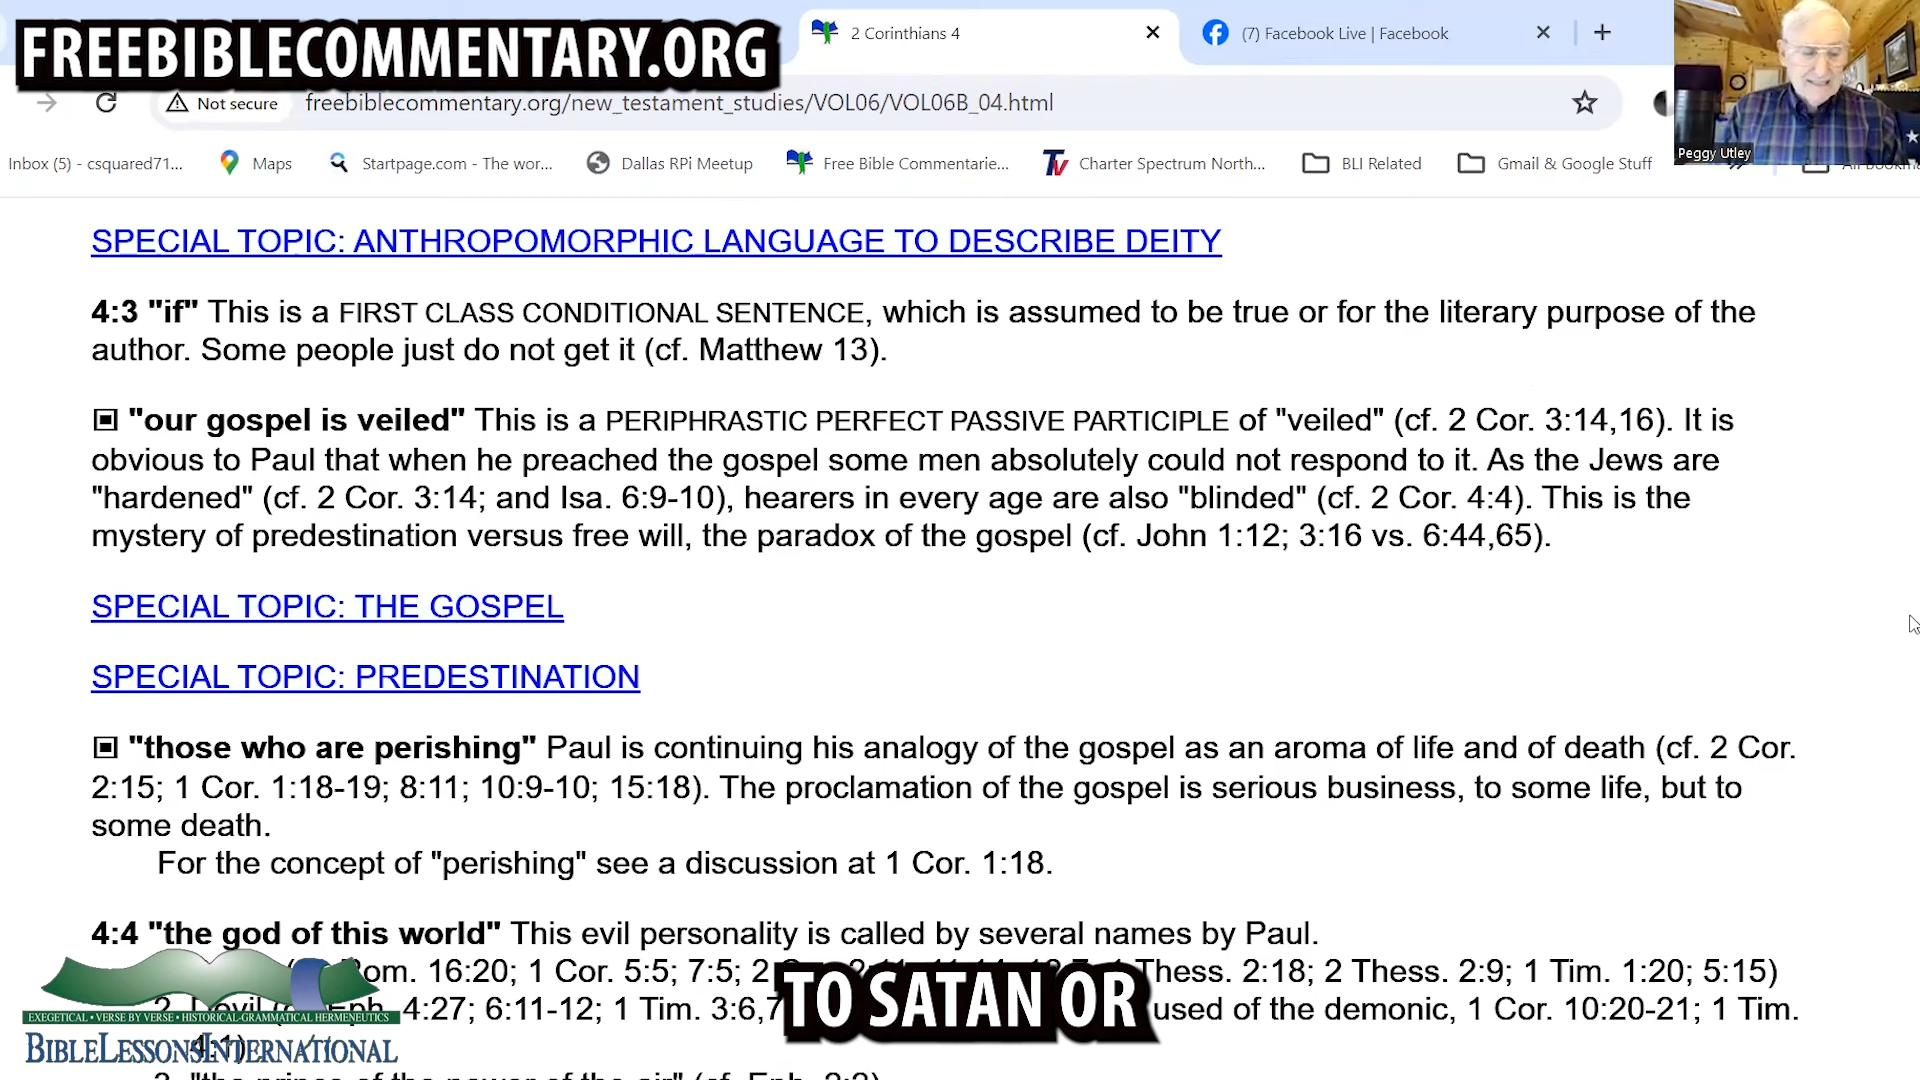 FREEBIBLECOMMENTARY.ORG
2 Corinthians 4
(7) Facebook Live | Facebook
Not secure
freebiblecommentary.org/new_testament_studies/VOL06/VOL06B_04.html
Peggy Utley
Inbox (5) - csquared71...
Maps
Startpage.com - The wor...
Dallas RPi Meetup
Free Bible Commentarie...
Charter Spectrum North...
BLI Related
Gmail & Google Stuff
SPECIAL TOPIC: ANTHROPOMORPHIC LANGUAGE TO DESCRIBE DEITY
4:3 "if" This is a FIRST CLASS CONDITIONAL SENTENCE, which is assumed to be true or for the literary purpose of the
author. Some people just do not get it (cf. Matthew 13).
"our gospel is veiled" This is a PERIPHRASTIC PERFECT PASSIVE PARTICIPLE of "veiled" (cf. 2 Cor. 3:14,16). It is
obvious to Paul that when he preached the gospel some men absolutely could not respond to it. As the Jews are
"hardened" (cf. 2 Cor. 3:14; and Isa. 6:9-10), hearers in every age are also "blinded" (cf. 2 Cor. 4:4). This is the
mystery of predestination versus free will, the paradox of the gospel (cf. John 1:12; 3:16 vs. 6:44,65).
SPECIAL TOPIC: THE GOSPEL
SPECIAL TOPIC: PREDESTINATION
"those who are perishing" Paul is continuing his analogy of the gospel as an aroma of life and of death (cf. 2 Cor.
2:15; 1 Cor. 1:18-19; 8:11; 10:9-10; 15:18). The proclamation of the gospel is serious business, to some life, but to
some death.
For the concept of "perishing" see a discussion at 1 Cor. 1:18.
4:4 "the god of this world" This evil personality is called by several names by Paul.
Rom. 16:20; 1 Cor. 5:5; 7:5; 2 Thess. 2:18; 2 Thess. 2:9; 1 Tim. 1:20; 5:15)
2. Devil Eph. 4:27; 6:11-12; 1 Tim. 3:6,7 used of the demonic, 1 Cor. 10:20-21; 1 Tim.
4:1)
TO SATAN OR
EXEGETICAL • VERSE BY VERSE • HISTORICAL-GRAMMATICAL HERMENEUTICS
BIBLELESSONSINTERNATIONAL